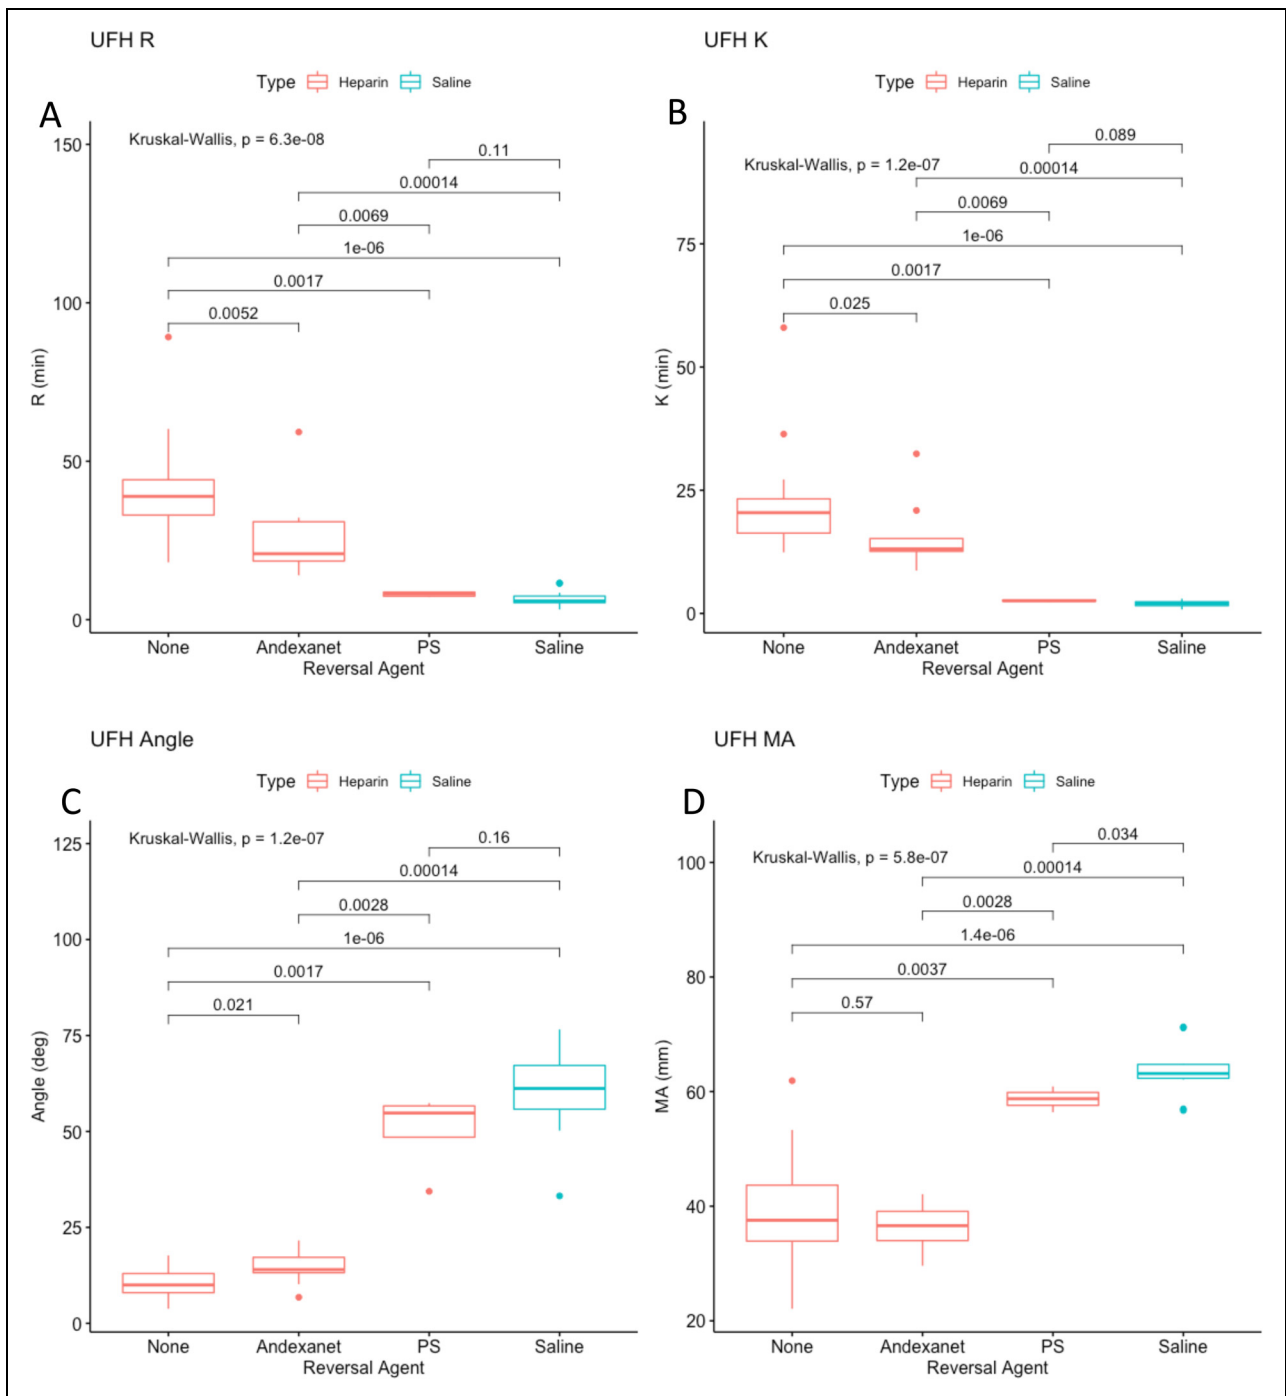 UFH R
Type Heparin Saline
A
Kruskal-Wallis, p = 6.3e-08
0.11
0.00014
0.0069
1e-06
0.0017
0.0052
150
100
50
0
R (min)
None Andexanet PS Saline
Reversal Agent
UFH K
Type Heparin Saline
B
Kruskal-Wallis, p = 1.2e-07
0.089
0.00014
0.0069
1e-06
0.0017
0.025
75
50
25
0
K (min)
None Andexanet PS Saline
Reversal Agent
UFH Angle
Type Heparin Saline
C
Kruskal-Wallis, p = 1.2e-07
0.16
0.00014
0.0028
1e-06
0.0017
0.021
125
100
75
50
25
0
Angle (deg)
None Andexanet PS Saline
Reversal Agent
UFH MA
Type Heparin Saline
D
Kruskal-Wallis, p = 5.8e-07
0.034
0.00014
0.0028
1.4e-06
0.0037
0.57
100
80
60
40
20
MA (mm)
None Andexanet PS Saline
Reversal Agent